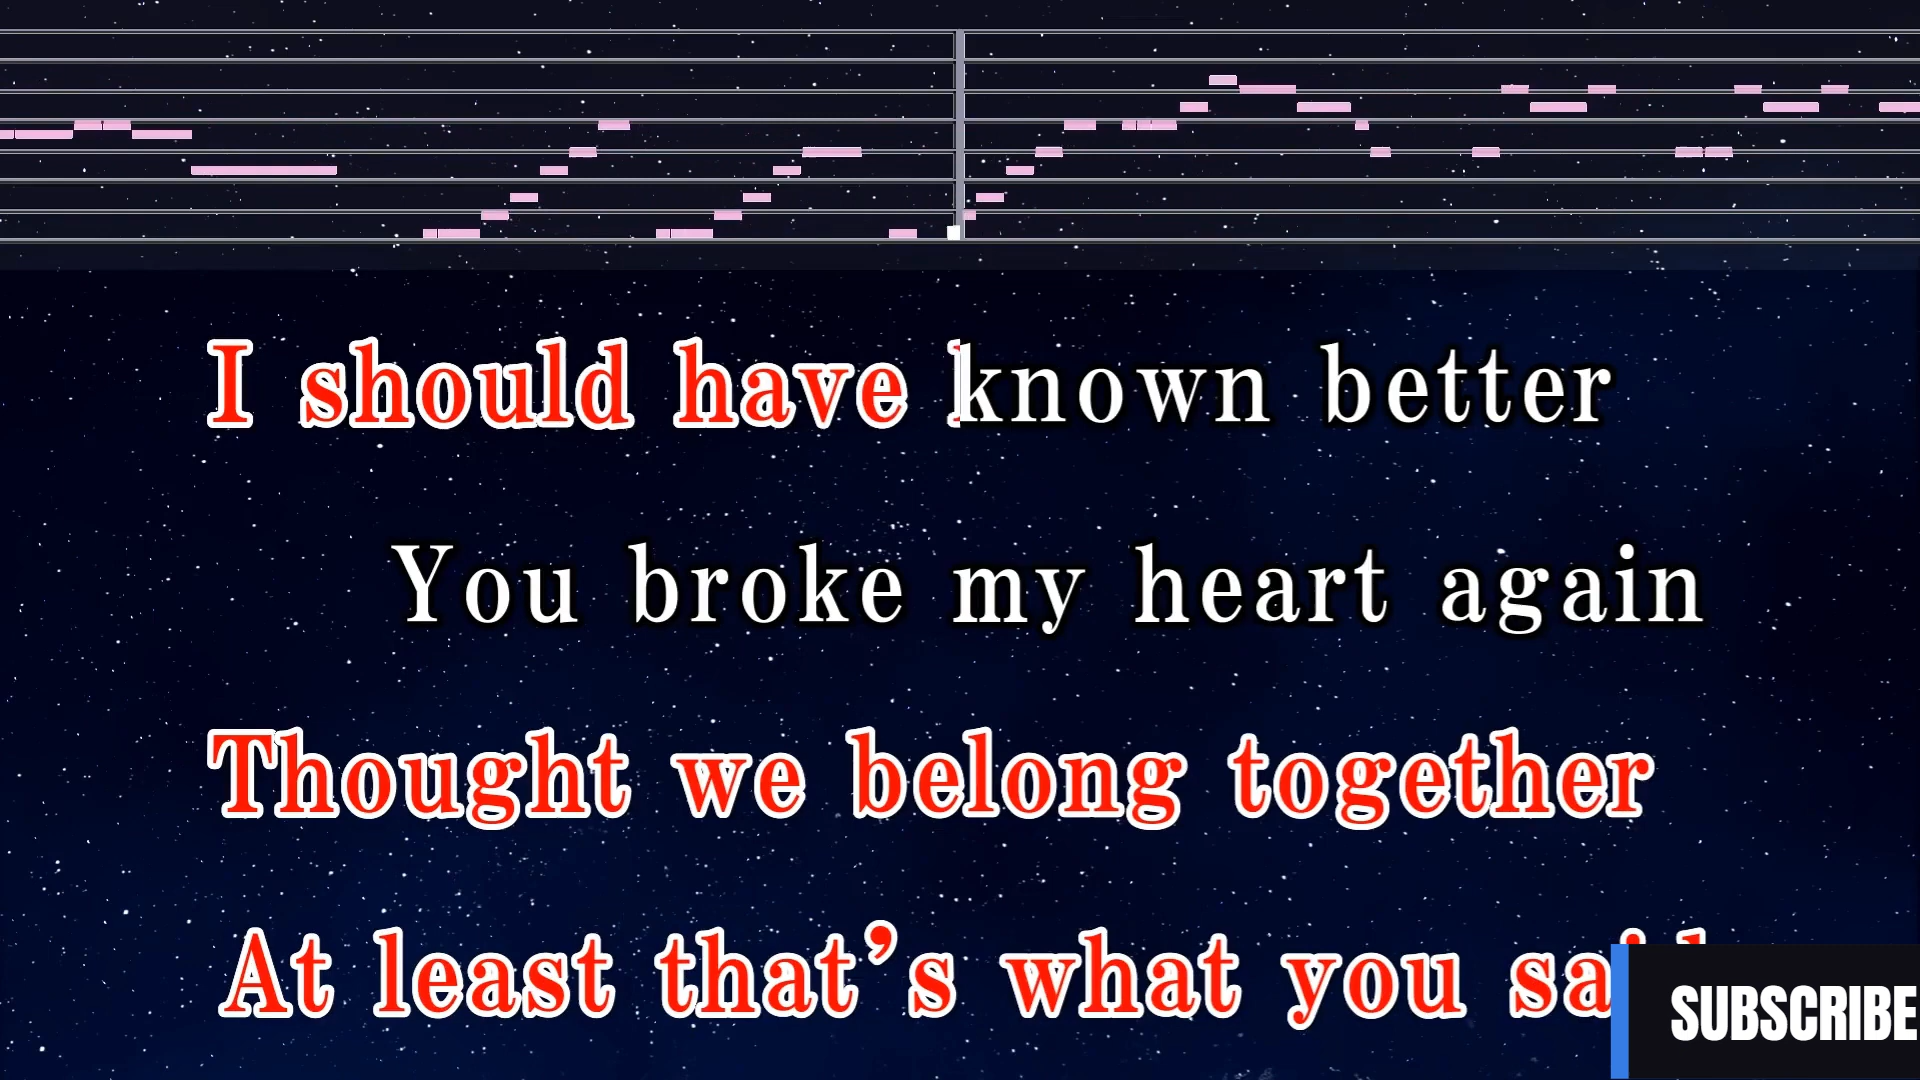 I should have known better
You broke my heart again
Thought we belong together
At least that’s what you sa
SUBSCRIBE